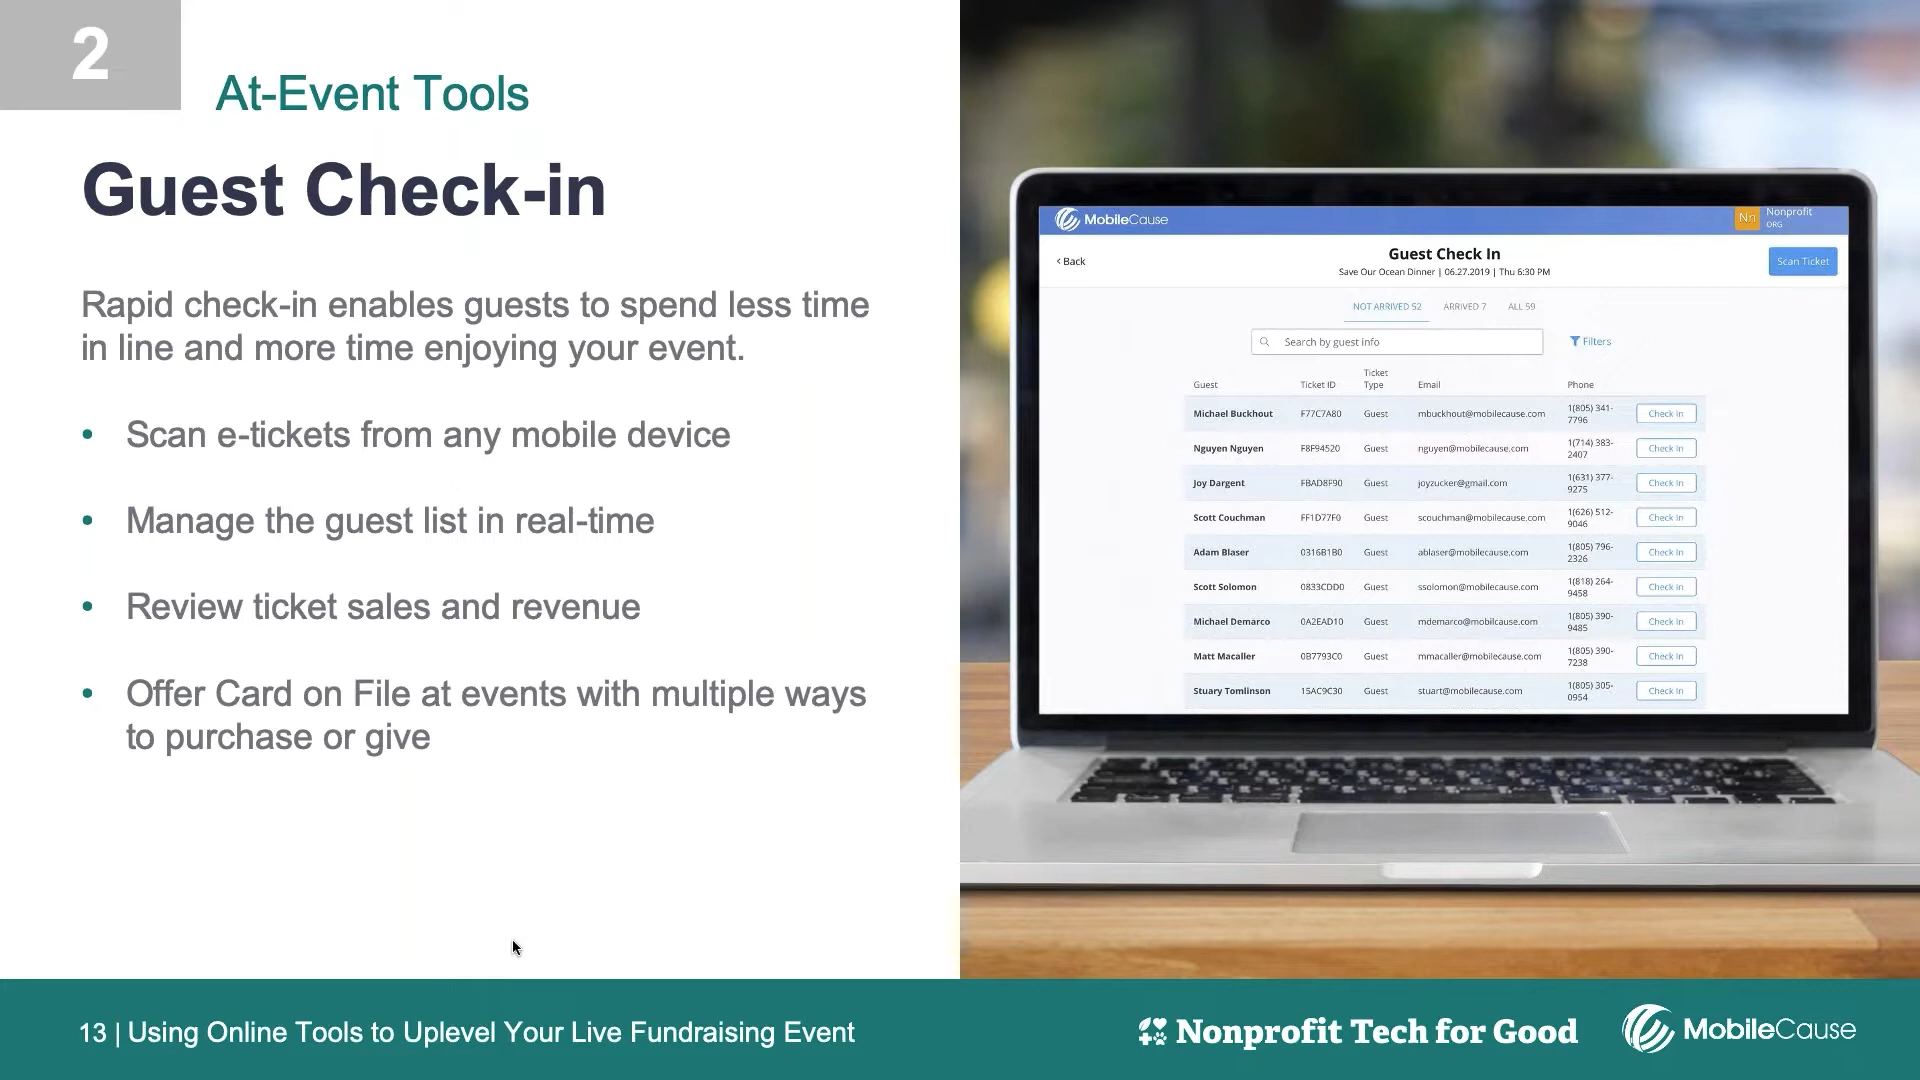 2
At-Event Tools
Guest Check-in
Rapid check-in enables guests to spend less time
in line and more time enjoying your event.
• Scan e-tickets from any mobile device
• Manage the guest list in real-time
• Review ticket sales and revenue
• Offer Card on File at events with multiple ways
to purchase or give
MobileCause
Nn Nonprofit
ORG
< Back
Guest Check In
Save Our Ocean Dinner | 06.27.2019 | Thu 6:30 PM
Scan Ticket
NOT ARRIVED 52 ARRIVED 7 ALL 59
Search by guest info
Filters
Guest Ticket ID Ticket Type Email Phone
Michael Buckhout F77C7A80 Guest mbuckhout@mobilecause.com 1(805) 341-7796 Check In
Nguyen Nguyen F8F94520 Guest nguyen@mobilecause.com 1(714) 383-2407 Check In
Joy Dargent FBAD8F90 Guest joyzucker@gmail.com 1(631) 377-9275 Check In
Scott Couchman FF1D77F0 Guest scouchman@mobilecause.com 1(626) 512-9046 Check In
Adam Blaser 0316B1B0 Guest ablaser@mobilecause.com 1(805) 796-2326 Check In
Scott Solomon 0833CDD0 Guest ssolomon@mobilecause.com 1(818) 264-9458 Check In
Michael Demarco 0A2EAD10 Guest mdemarco@mobilcause.com 1(805) 390-9485 Check In
Matt Macaller 0B7793C0 Guest mmacaller@mobilecause.com 1(805) 390-7238 Check In
Stuary Tomlinson 15AC9C30 Guest stuart@mobilecause.com 1(805) 305-0954 Check In
13 | Using Online Tools to Uplevel Your Live Fundraising Event
Nonprofit Tech for Good
MobileCause